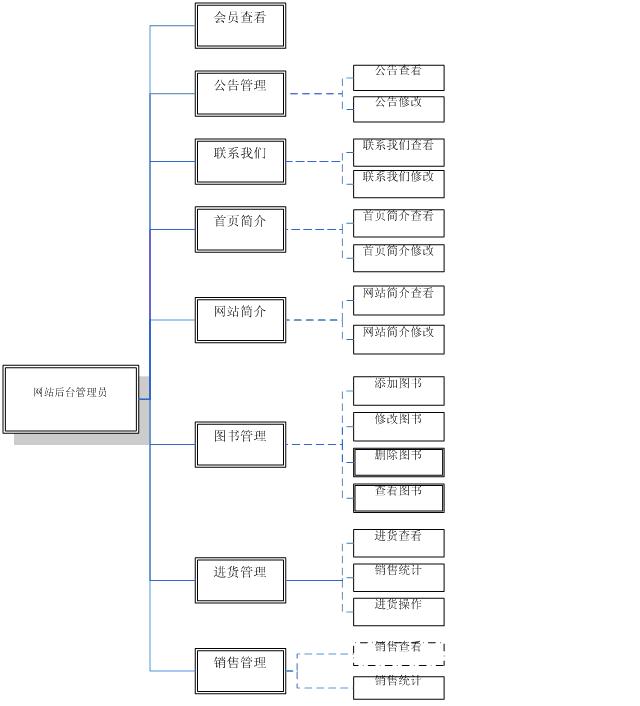 会员查看
公告管理
公告查看
公告修改
联系我们
联系我们查看
联系我们修改
首页简介
首页简介查看
首页简介修改
网站简介
网站简介查看
网站简介修改
网站后台管理员
图书管理
添加图书
修改图书
删除图书
查看图书
进货管理
进货查看
销售统计
进货操作
销售管理
销售查看
销售统计